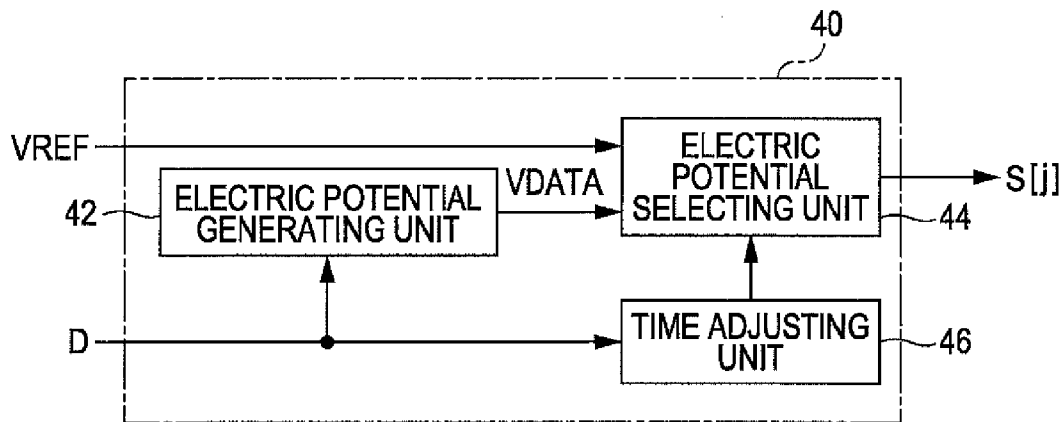 40
VREF
ELECTRIC
POTENTIAL
SELECTING UNIT
S[j]
VDATA
42
ELECTRIC POTENTIAL
GENERATING UNIT
44
D
TIME ADJUSTING
UNIT
46